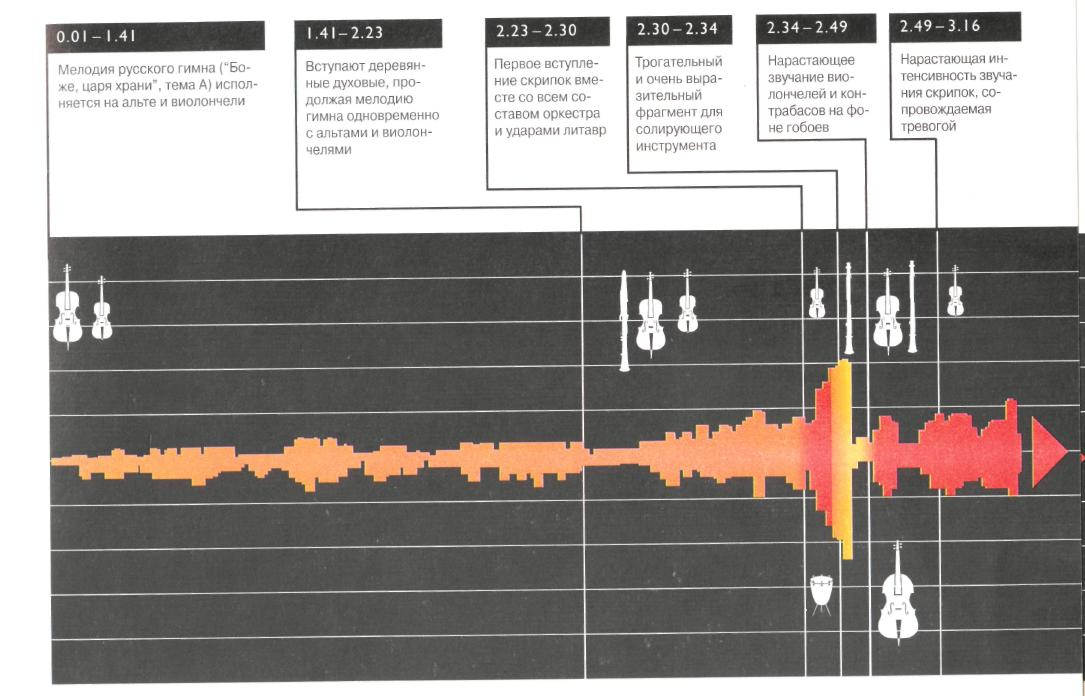 0.01–1.41
Мелодия русского гимна (“Бо-
же, царя храни”, тема А) испол-
няется на альте и виолончели
1.41–2.23
Вступают деревян-
ные духовые, про-
должая мелодию
гимна одновременно
с альтами и виолон-
челями
2.23–2.30
Первое вступле-
ние скрипок вме-
сте со всем со-
ставом оркестра
и ударами литавр
2.30–2.34
Трогательный
и очень выра-
зительный
фрагмент для
солирующего
инструмента
2.34–2.49
Нарастающее
звучание вио-
лончелей и кон-
трабасов на фо-
не гобоев
2.49–3.16
Нарастающая ин-
тенсивность звуча-
ния скрипок, со-
провождаемая
тревогой